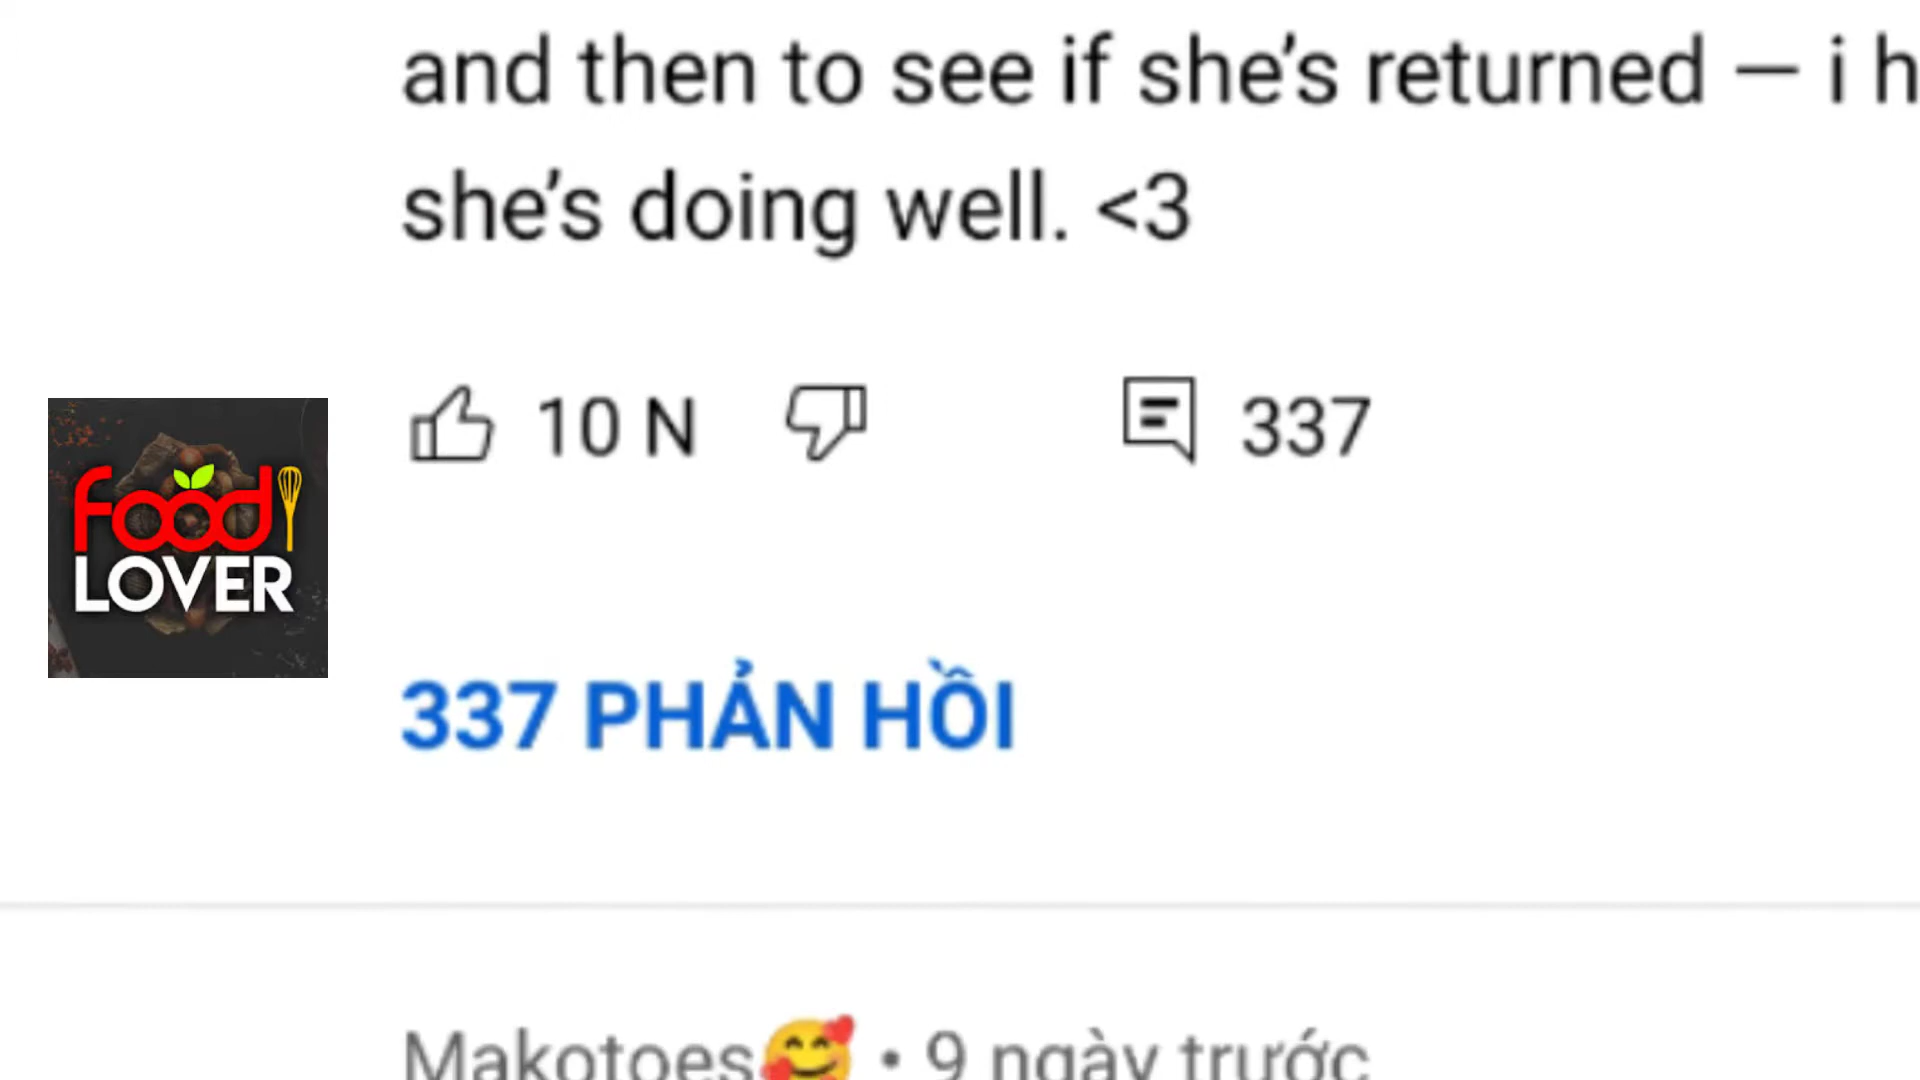 and then to see if she’s returned — i h
she’s doing well. <3
10 N 337
food
LOVER
337 PHẢN HỒI
Makotoes🥰 • 9 ngày trước